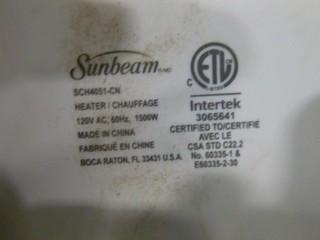 Sunbeam
SCH4051-CN
HEATER / CHAUFFAGE
120V AC, 60Hz, 1500W
MADE IN CHINA
FABRIQUÉ EN CHINE
BOCA RATON, FL 33431 U.S.A.
C ETL
Intertek
3065641
CERTIFIED TO/CERTIFIÉ
AVEC LE
CSA STD C22.2
No. 60335-1 &
E60335-2-30